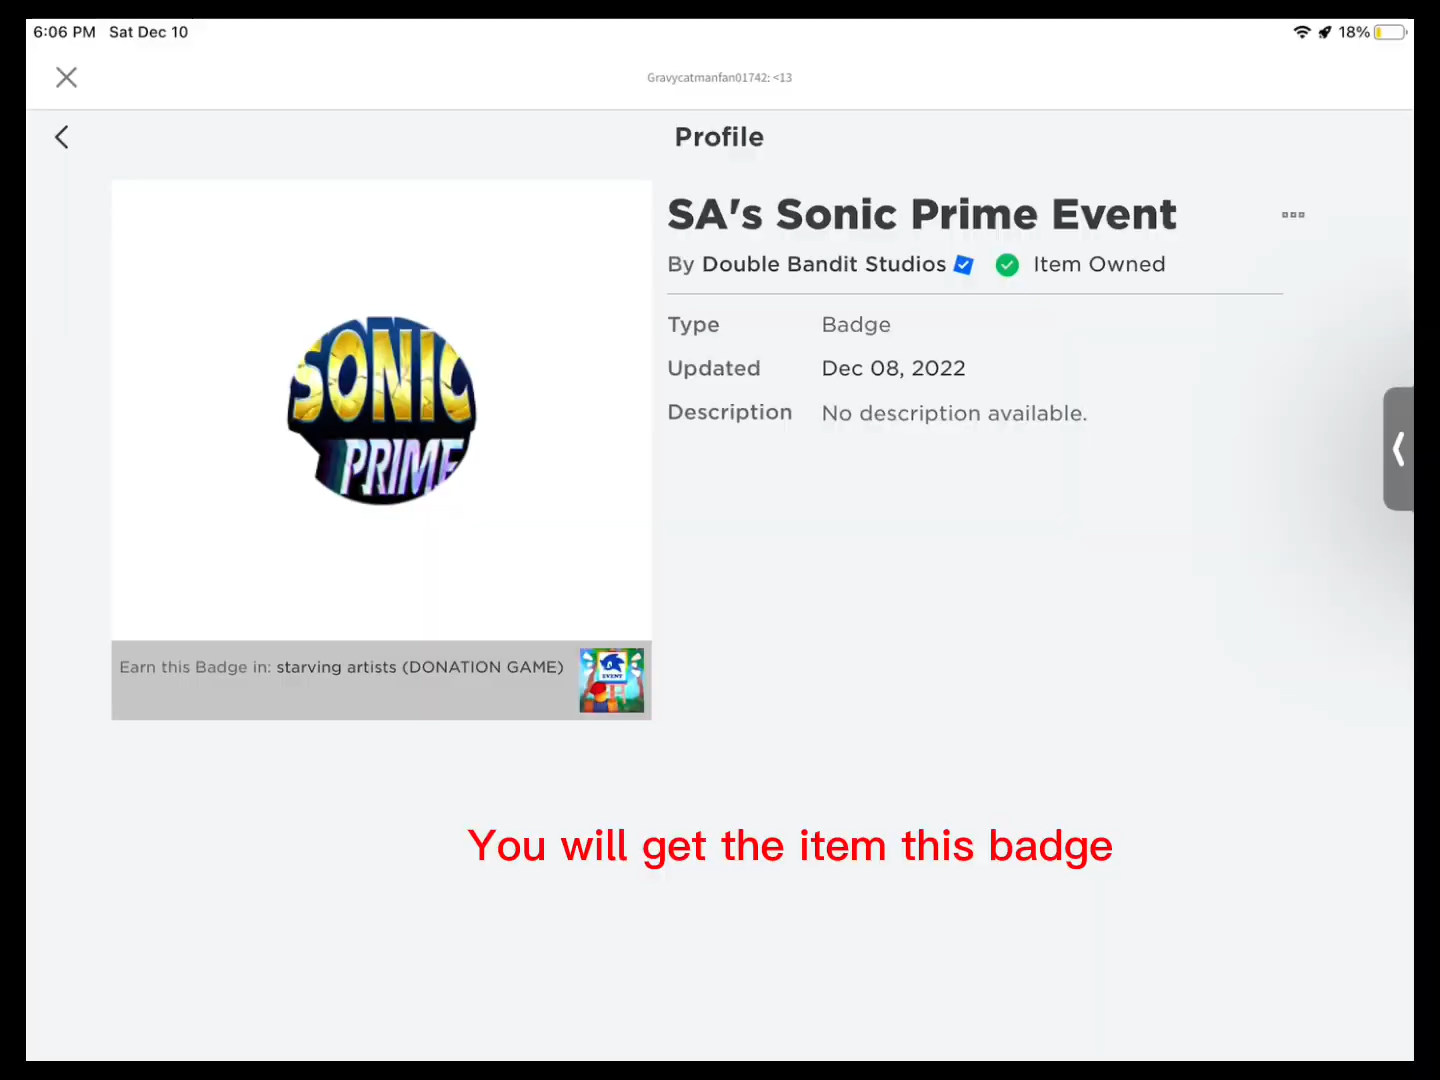 6:06 PM Sat Dec 10
18%
Gravycatmanfan01742: <13
Profile
SA's Sonic Prime Event
By Double Bandit Studios Item Owned
Type Badge
Updated Dec 08, 2022
Description No description available.
SONIC
PRIME
Earn this Badge in: starving artists (DONATION GAME)
EVENT
You will get the item this badge